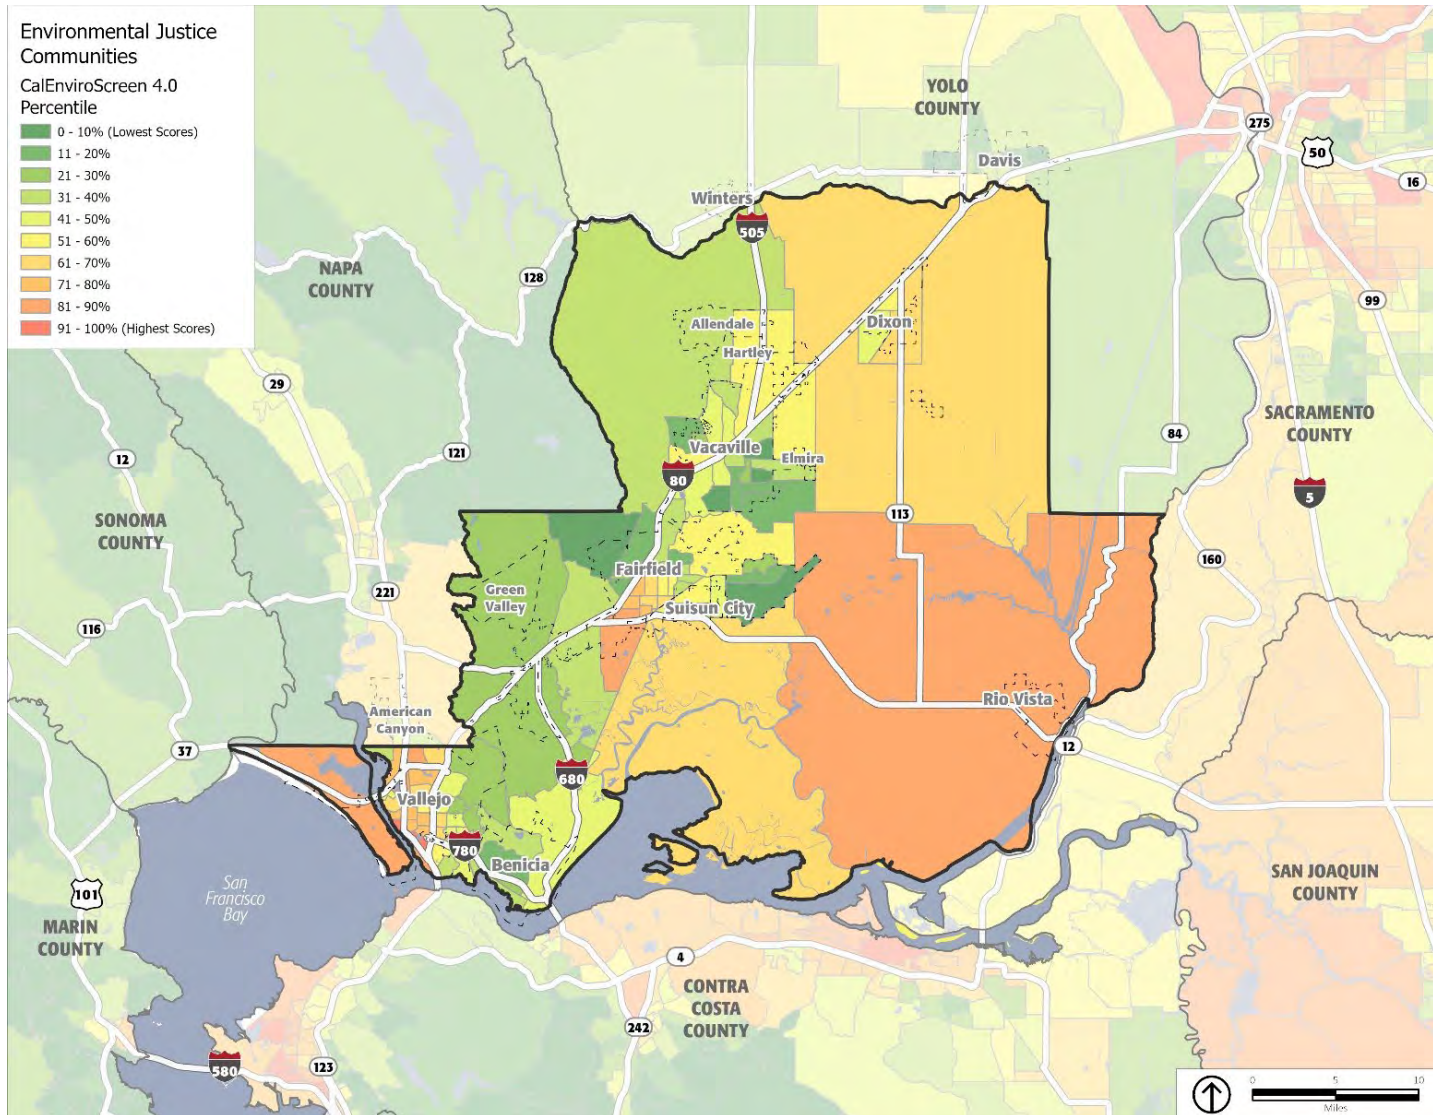 Environmental Justice
Communities
CalEnviroScreen 4.0
Percentile
0 - 10% (Lowest Scores)
11 - 20%
21 - 30%
31 - 40%
41 - 50%
51 - 60%
61 - 70%
71 - 80%
81 - 90%
91 - 100% (Highest Scores)
YOLO
COUNTY
275
50
Davis
16
Winters
505
NAPA
COUNTY
128
99
Allendale
Dixon
Hartley
29
SACRAMENTO
COUNTY
84
Vacaville
121
12
Elmira
80
5
113
SONOMA
COUNTY
160
Fairfield
Green
Valley
221
Suisun City
116
Rio Vista
American
Canyon
37
12
680
Vallejo
780
Benicia
San
Francisco
Bay
101
SAN JOAQUIN
COUNTY
MARIN
COUNTY
4
CONTRA
COSTA
COUNTY
242
580
123
0 5 10
Miles